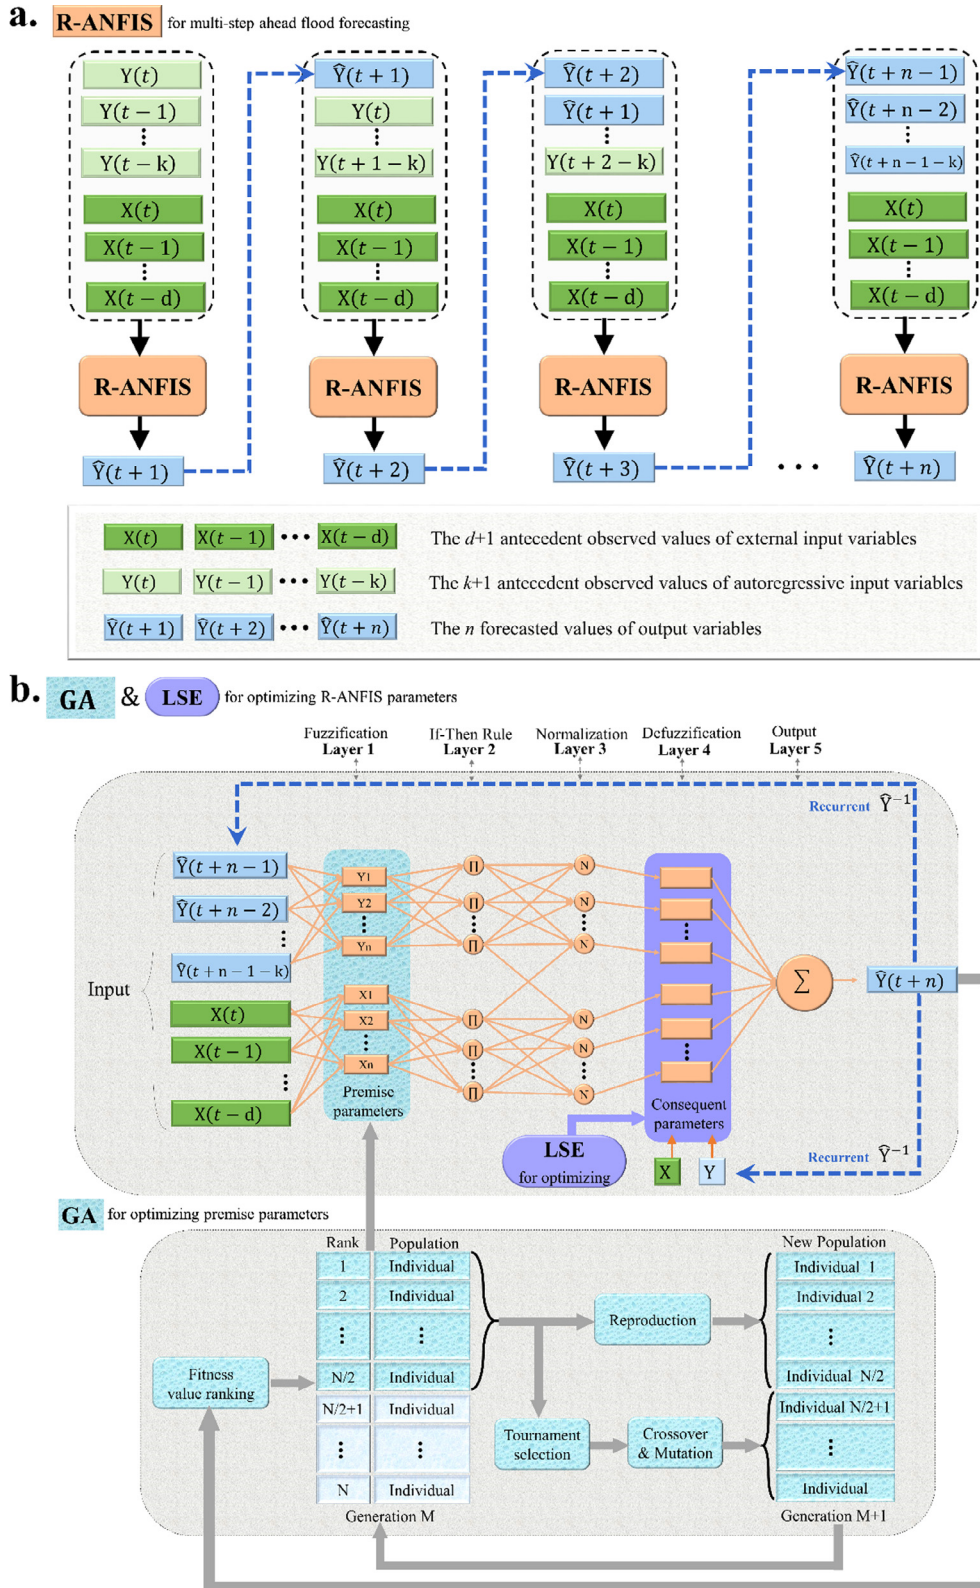 a. R-ANFIS for multi-step ahead flood forecasting
Y(t)
Y(t − 1)
⋮
Y(t − k)
X(t)
X(t − 1)
⋮
X(t − d)
R-ANFIS
Ŷ(t + 1)
Ŷ(t + 1)
Y(t)
⋮
Y(t + 1 − k)
X(t)
X(t − 1)
⋮
X(t − d)
R-ANFIS
Ŷ(t + 2)
Ŷ(t + 2)
Ŷ(t + 1)
⋮
Y(t + 2 − k)
X(t)
X(t − 1)
⋮
X(t − d)
R-ANFIS
Ŷ(t + 3)
• • •
Ŷ(t + n − 1)
Ŷ(t + n − 2)
⋮
Ŷ(t + n − 1 − k)
X(t)
X(t − 1)
⋮
X(t − d)
R-ANFIS
Ŷ(t + n)
X(t) X(t − 1) ••• X(t − d) The d+1 antecedent observed values of external input variables
Y(t) Y(t − 1) ••• Y(t − k) The k+1 antecedent observed values of autoregressive input variables
Ŷ(t + 1) Ŷ(t + 2) ••• Ŷ(t + n) The n forecasted values of output variables
b. GA & LSE for optimizing R-ANFIS parameters
Fuzzification
Layer 1
If-Then Rule
Layer 2
Normalization
Layer 3
Defuzzification
Layer 4
Output
Layer 5
Recurrent Ŷ⁻¹
Input
Ŷ(t + n − 1)
Ŷ(t + n − 2)
⋮
Ŷ(t + n − 1 − k)
X(t)
X(t − 1)
⋮
X(t − d)
Y1
Y2
⋮
Yn
X1
X2
⋮
Xn
Premise
parameters
∏
∏
⋮
∏
∏
∏
⋮
∏
N
N
⋮
N
N
N
⋮
N
Consequent
parameters
∑
Ŷ(t + n)
LSE
for optimizing
X
Y
Recurrent Ŷ⁻¹
GA for optimizing premise parameters
Rank Population
1 Individual
2 Individual
⋮ ⋮
N/2 Individual
N/2+1 Individual
⋮ ⋮
N Individual
Generation M
Fitness
value ranking
Reproduction
Tournament
selection
Crossover
& Mutation
New Population
Individual 1
Individual 2
⋮
Individual N/2
Individual N/2+1
⋮
Individual
Generation M+1